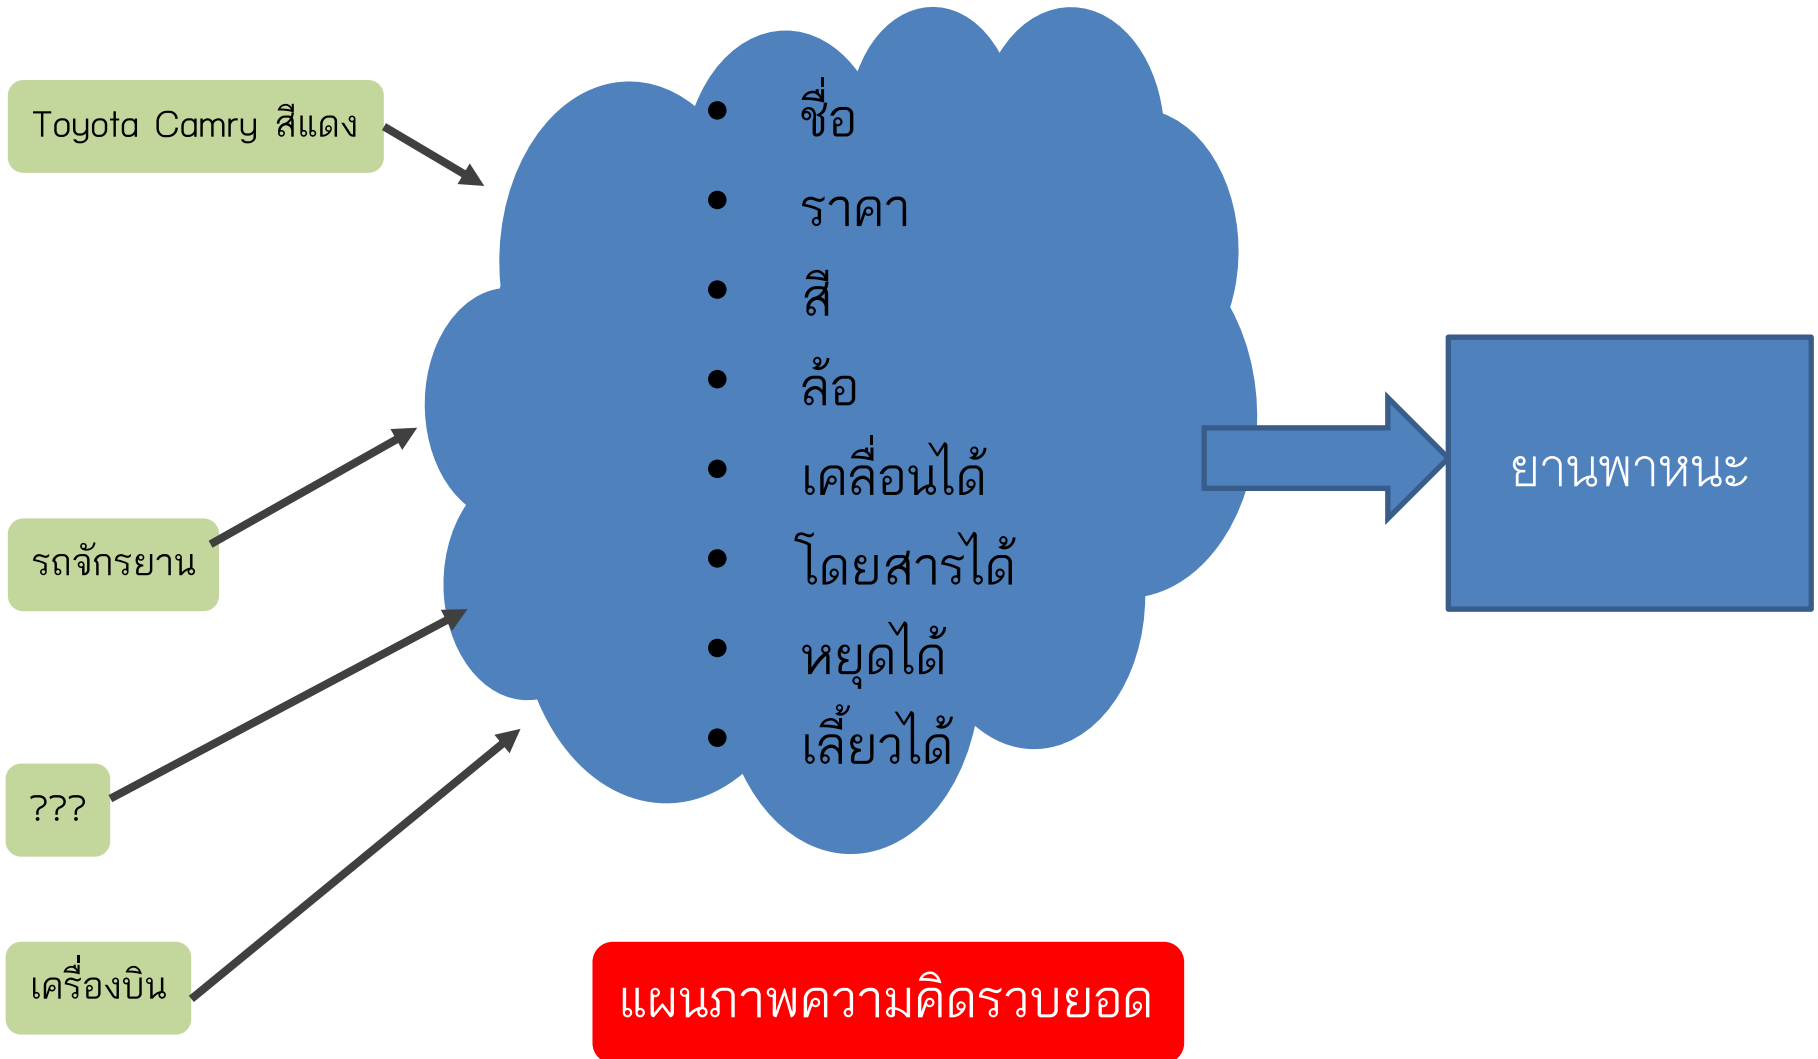 Toyota Camry สีแดง
รถจักรยาน
???
เครื่องบิน
• ชื่อ
• ราคา
• สี
• ล้อ
• เคลื่อนได้
• โดยสารได้
• หยุดได้
• เลี้ยวได้
ยานพาหนะ
แผนภาพความคิดรวบยอด